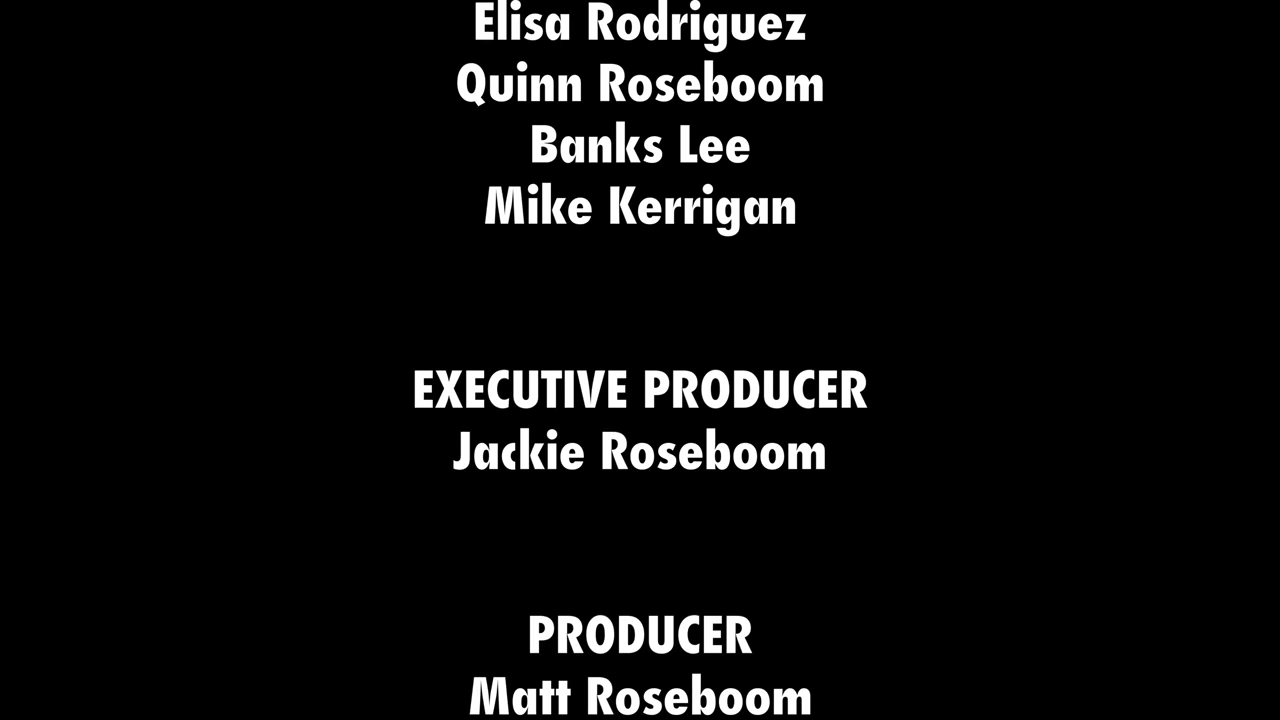 Elisa Rodriguez
Quinn Roseboom
Banks Lee
Mike Kerrigan
EXECUTIVE PRODUCER
Jackie Roseboom
PRODUCER
Matt Roseboom